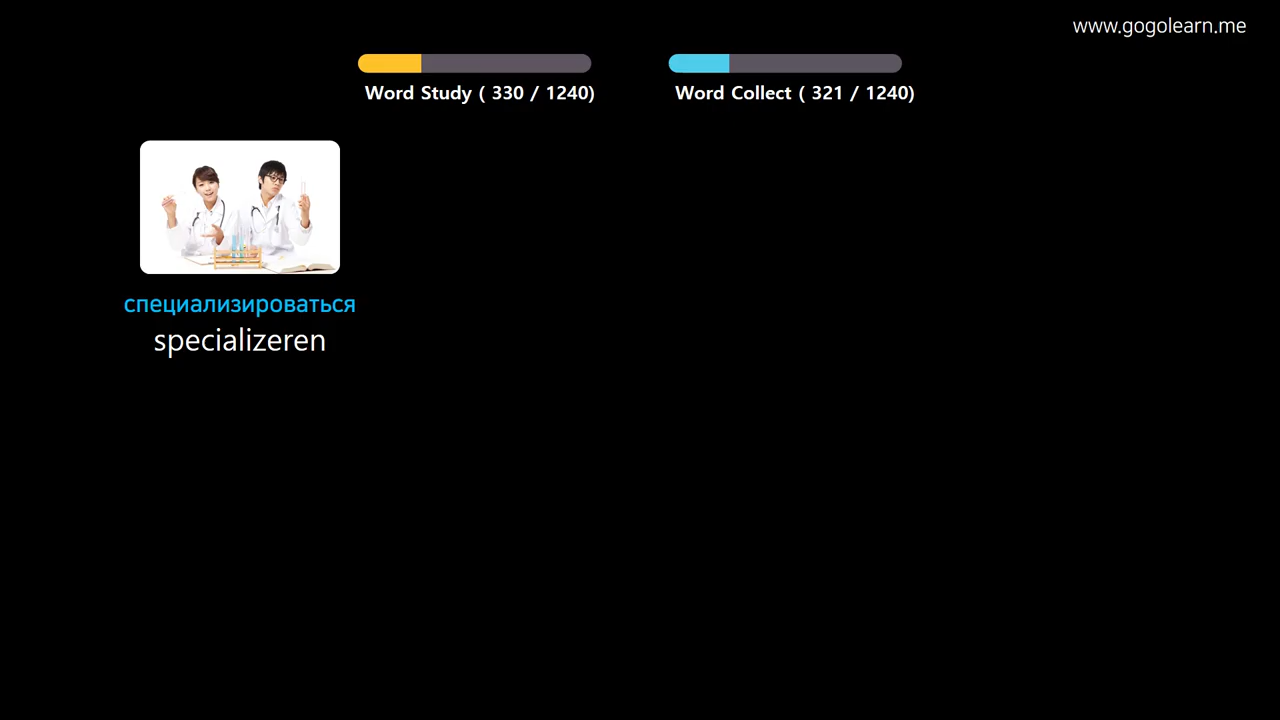 www.gogolearn.me
Word Study ( 330 / 1240)
Word Collect ( 321 / 1240)
специализироваться
specializeren